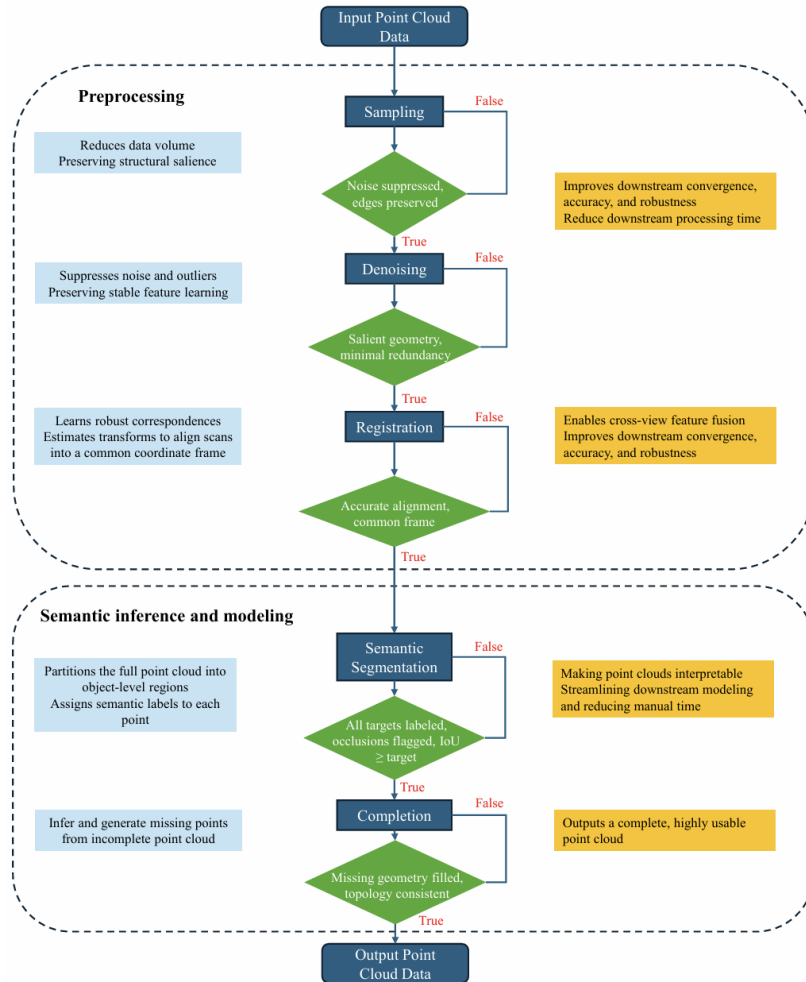 Input Point Cloud
Data
Preprocessing
False
Sampling
Reduces data volume
Preserving structural salience
Noise suppressed,
edges preserved
Improves downstream convergence,
accuracy, and robustness
Reduce downstream processing time
True
False
Denoising
Suppresses noise and outliers
Preserving stable feature learning
Salient geometry,
minimal redundancy
True
False
Registration
Learns robust correspondences
Estimates transforms to align scans
into a common coordinate frame
Enables cross-view feature fusion
Improves downstream convergence,
accuracy, and robustness
Accurate alignment,
common frame
True
Semantic inference and modeling
Semantic
Segmentation
False
Partitions the full point cloud into
object-level regions
Assigns semantic labels to each
point
Making point clouds interpretable
Streamlining downstream modeling
and reducing manual time
All targets labeled,
occlusions flagged, IoU
≥ target
True
False
Completion
Infer and generate missing points
from incomplete point cloud
Outputs a complete, highly usable
point cloud
Missing geometry filled,
topology consistent
True
Output Point
Cloud Data